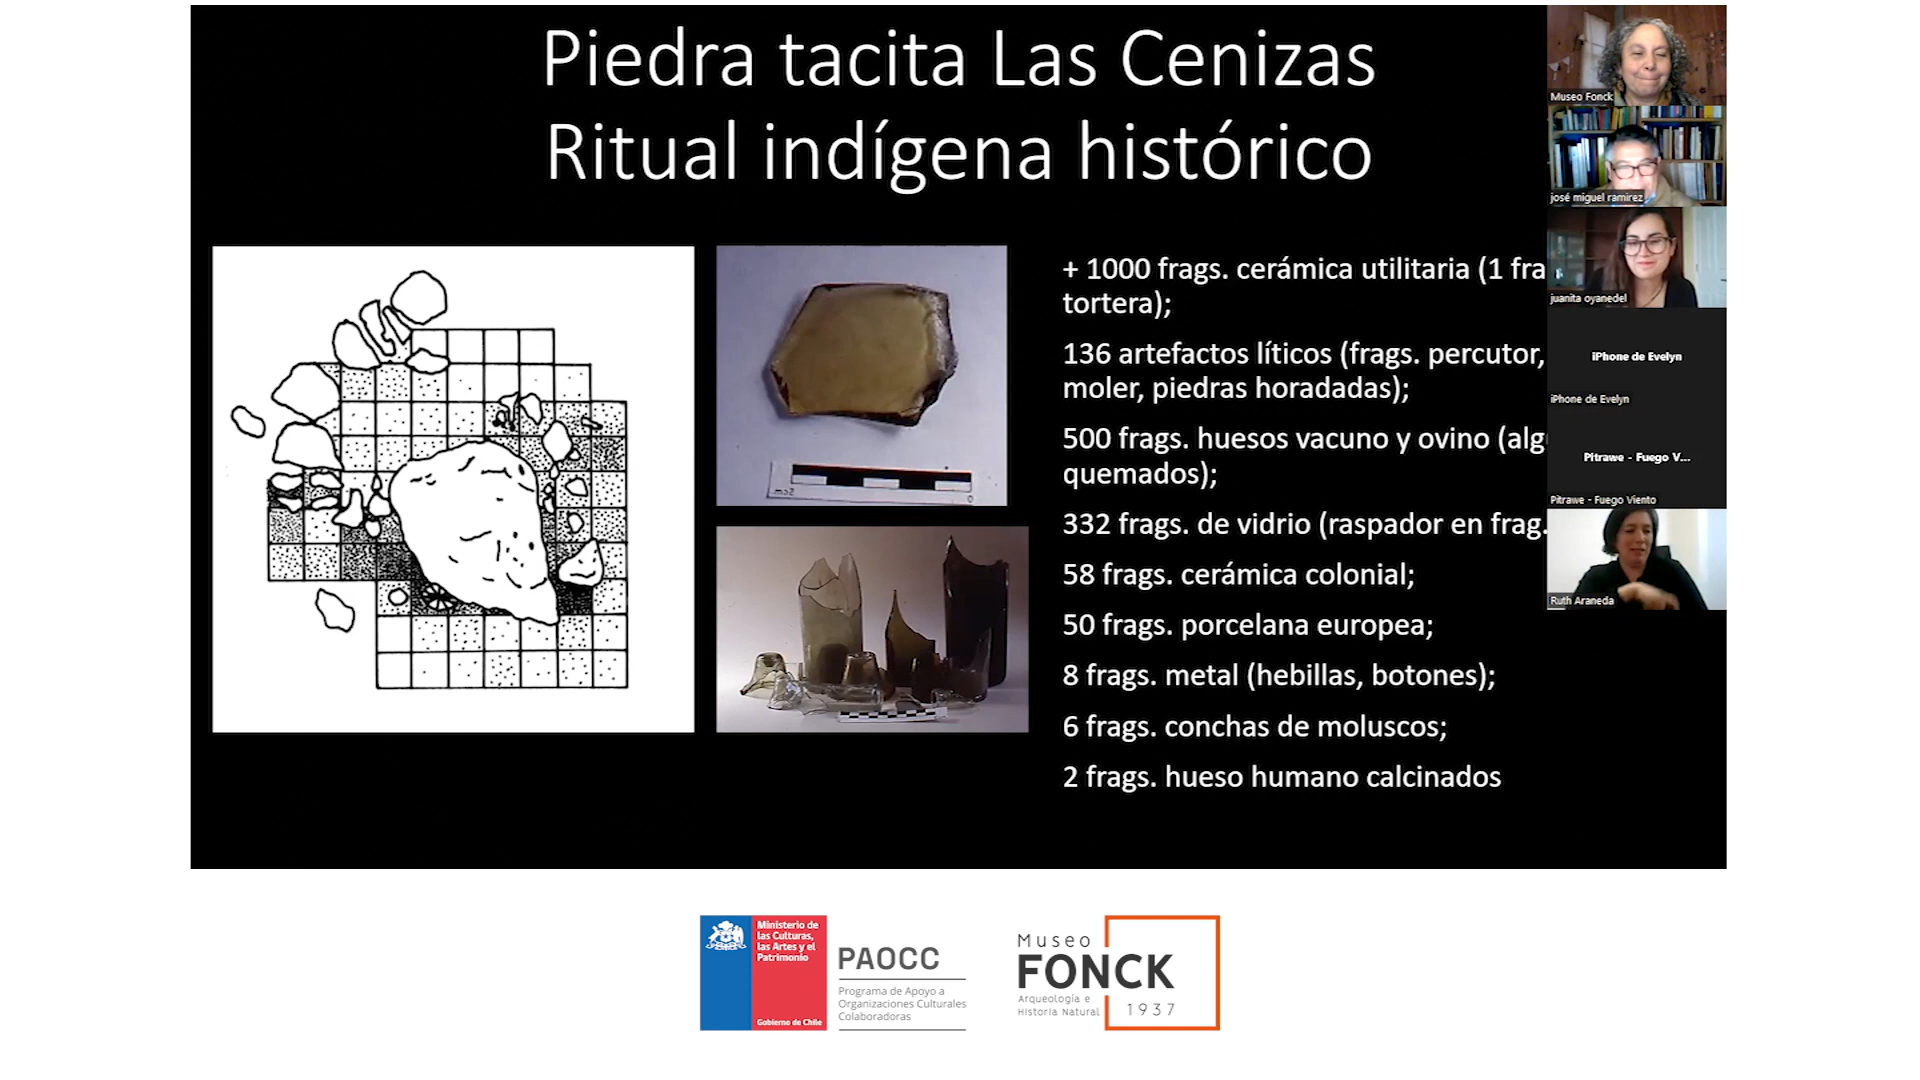 Piedra tacita Las Cenizas
Ritual indígena histórico
+ 1000 frags. cerámica utilitaria (1 fra
tortera);
136 artefactos líticos (frags. percutor,
moler, piedras horadadas);
500 frags. huesos vacuno y ovino (alg
quemados);
332 frags. de vidrio (raspador en frag.
58 frags. cerámica colonial;
50 frags. porcelana europea;
8 frags. metal (hebillas, botones);
6 frags. conchas de moluscos;
2 frags. hueso humano calcinados
5cm
0
Museo Fonck
josé miguel ramirez
juanita oyanedel
iPhone de Evelyn
iPhone de Evelyn
Pitrawe - Fuego V...
Pitrawe - Fuego Viento
Ruth Araneda
Ministerio de
las Culturas,
las Artes y el
Patrimonio
Gobierno de Chile
PAOCC
Programa de Apoyo a
Organizaciones Culturales
Colaboradoras
Museo
FONCK
Arqueología e
Historia Natural
1937